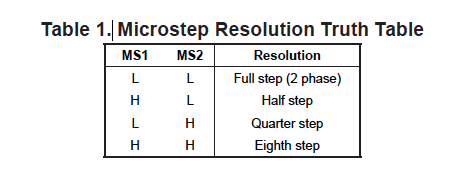 Table 1. Microstep Resolution Truth Table
MS1 MS2 Resolution
L L Full step (2 phase)
H L Half step
L H Quarter step
H H Eighth step